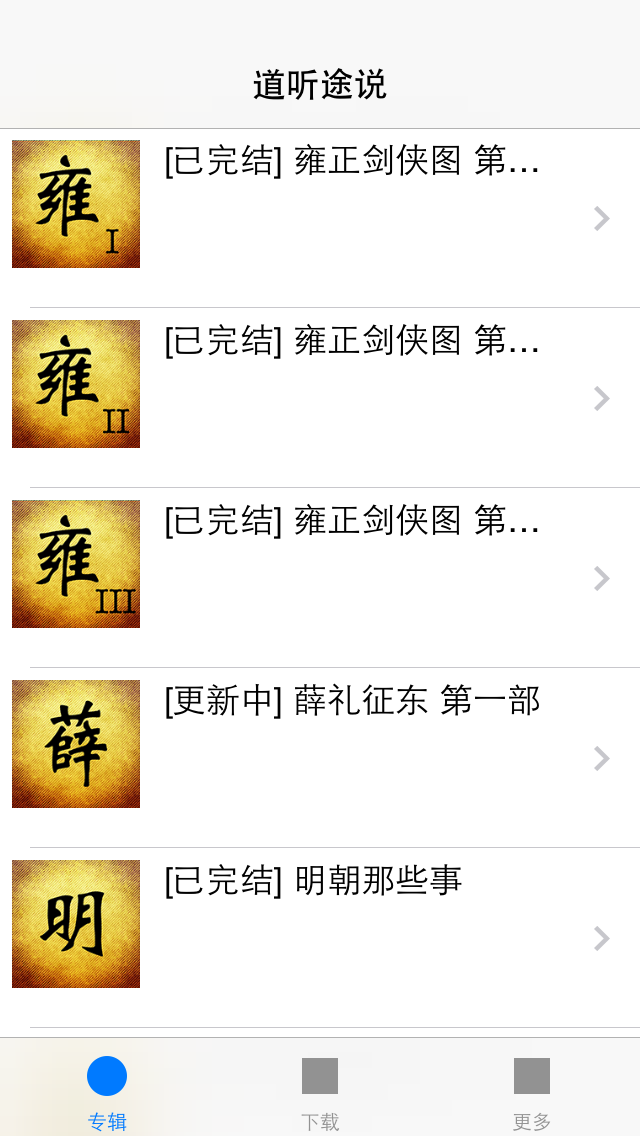 道听途说
雍
I
[已完结] 雍正剑侠图 第...
雍
II
[已完结] 雍正剑侠图 第...
雍
III
[已完结] 雍正剑侠图 第...
薛
[更新中] 薛礼征东 第一部
明
[已完结] 明朝那些事
专辑
下载
更多